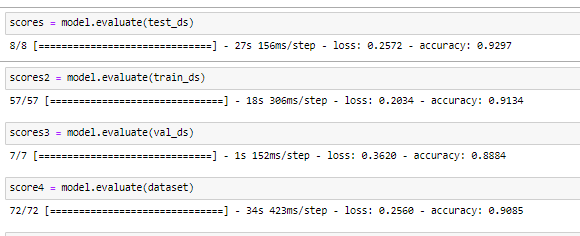 scores = model.evaluate(test_ds)
8/8 [==============================] - 27s 156ms/step - loss: 0.2572 - accuracy: 0.9297
scores2 = model.evaluate(train_ds)
57/57 [==============================] - 18s 306ms/step - loss: 0.2034 - accuracy: 0.9134
scores3 = model.evaluate(val_ds)
7/7 [==============================] - 1s 152ms/step - loss: 0.3620 - accuracy: 0.8884
score4 = model.evaluate(dataset)
72/72 [==============================] - 34s 423ms/step - loss: 0.2560 - accuracy: 0.9085